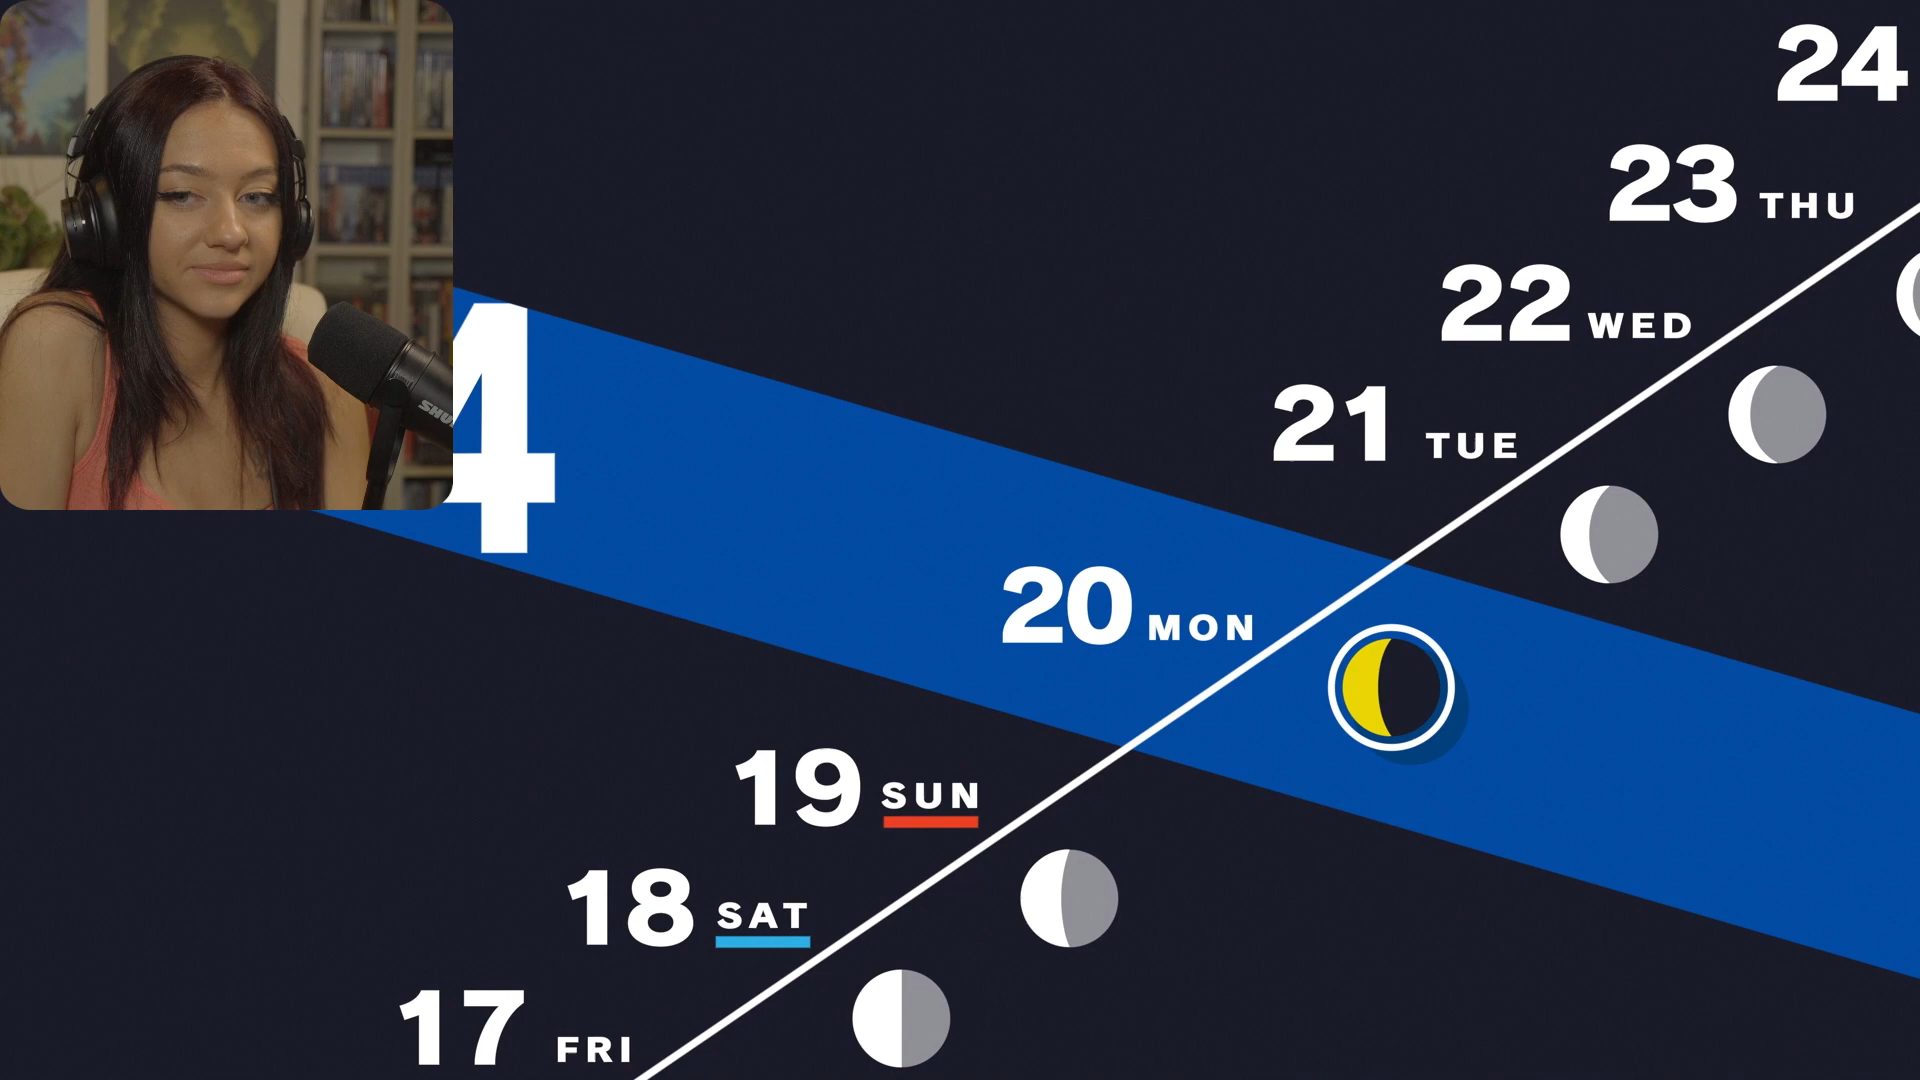 24
23 THU
22 WED
21 TUE
4
20 MON
19 SUN
18 SAT
17 FRI